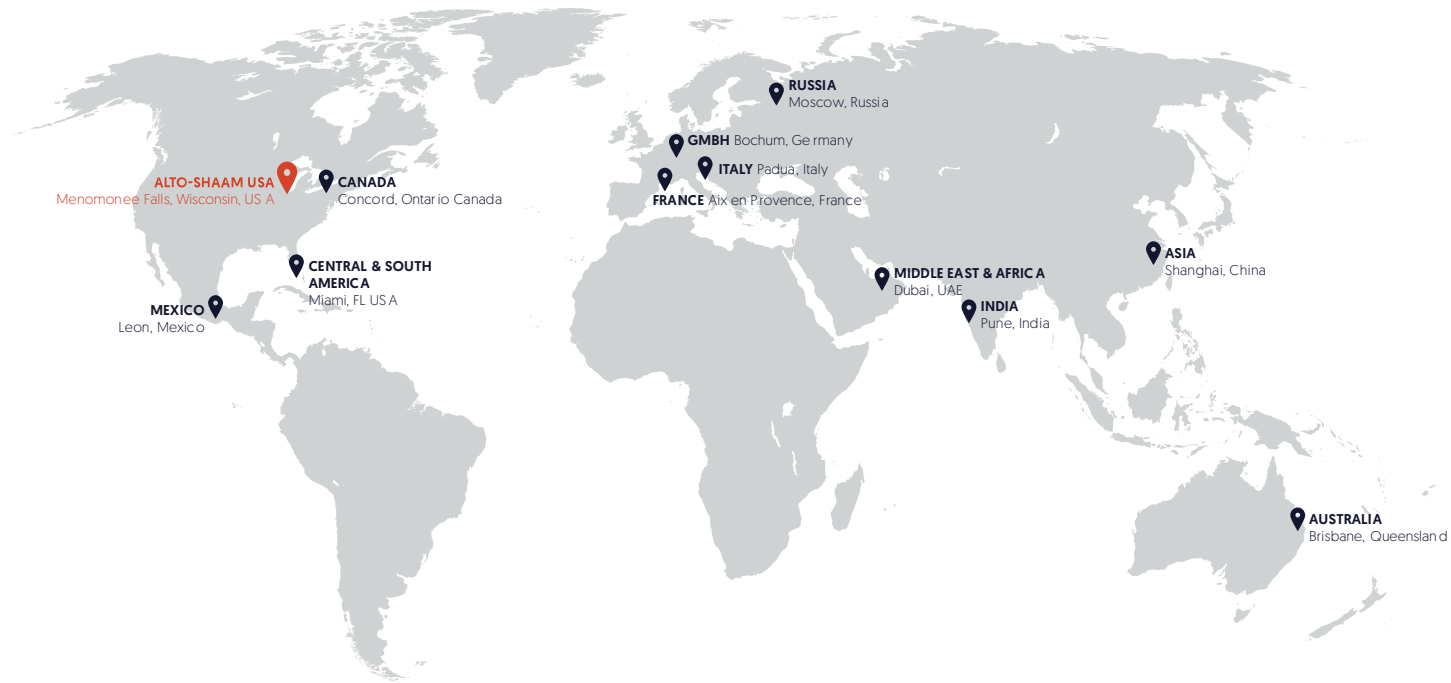 RUSSIA
Moscow, Russia
GMBH Bochum, Germany
ITALY Padua, Italy
FRANCE Aix en Provence, France
ALTO-SHAAM USA
Menomonee Falls, Wisconsin, USA
CANADA
Concord, Ontario Canada
CENTRAL & SOUTH
AMERICA
Miami, FL USA
MEXICO
Leon, Mexico
MIDDLE EAST & AFRICA
Dubai, UAE
INDIA
Pune, India
ASIA
Shanghai, China
AUSTRALIA
Brisbane, Queensland